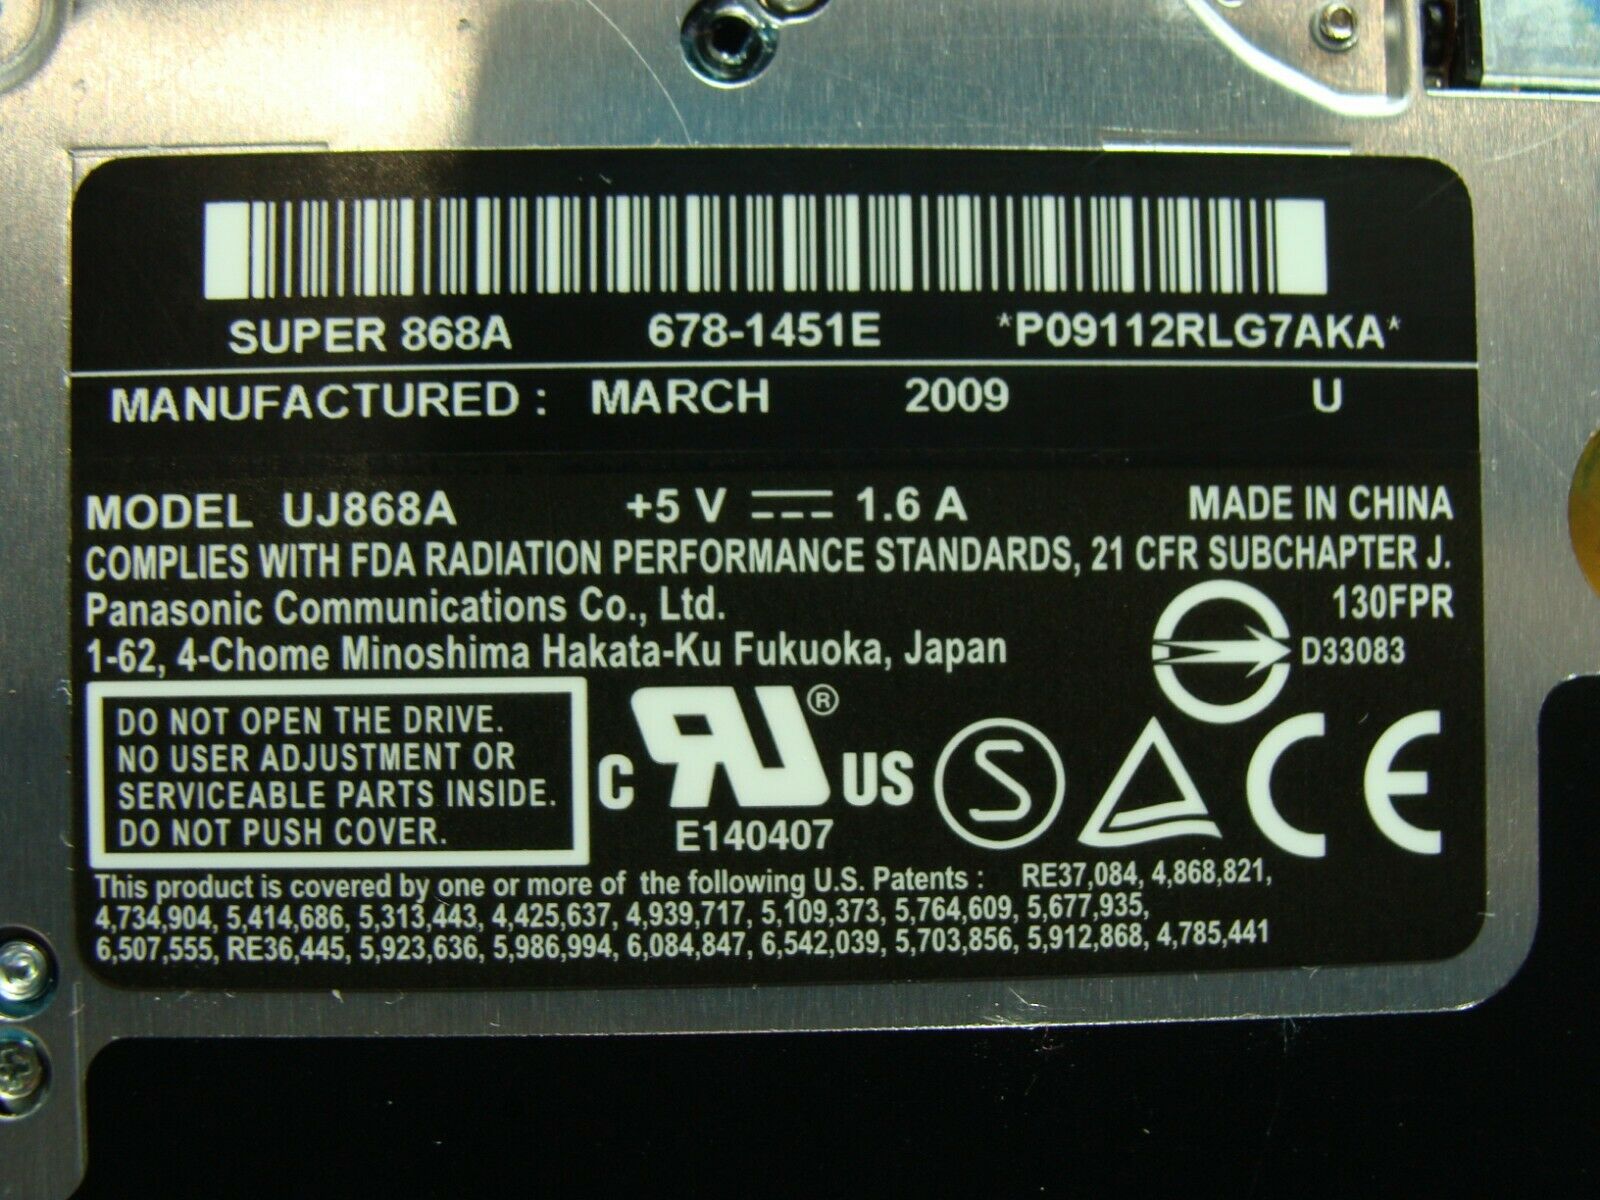 SUPER 868A 678-1451E *P09112RLG7AKA*
MANUFACTURED : MARCH 2009 U
MODEL UJ868A +5 V 1.6 A MADE IN CHINA
COMPLIES WITH FDA RADIATION PERFORMANCE STANDARDS, 21 CFR SUBCHAPTER J.
Panasonic Communications Co., Ltd. 130FPR
1-62, 4-Chome Minoshima Hakata-Ku Fukuoka, Japan D33083
DO NOT OPEN THE DRIVE.
NO USER ADJUSTMENT OR
SERVICEABLE PARTS INSIDE.
DO NOT PUSH COVER.
C RU ® US S CE
E140407
This product is covered by one or more of the following U.S. Patents : RE37,084, 4,868,821,
4,734,904, 5,414,686, 5,313,443, 4,425,637, 4,939,717, 5,109,373, 5,764,609, 5,677,935,
6,507,555, RE36,445, 5,923,636, 5,986,994, 6,084,847, 6,542,039, 5,703,856, 5,912,868, 4,785,441